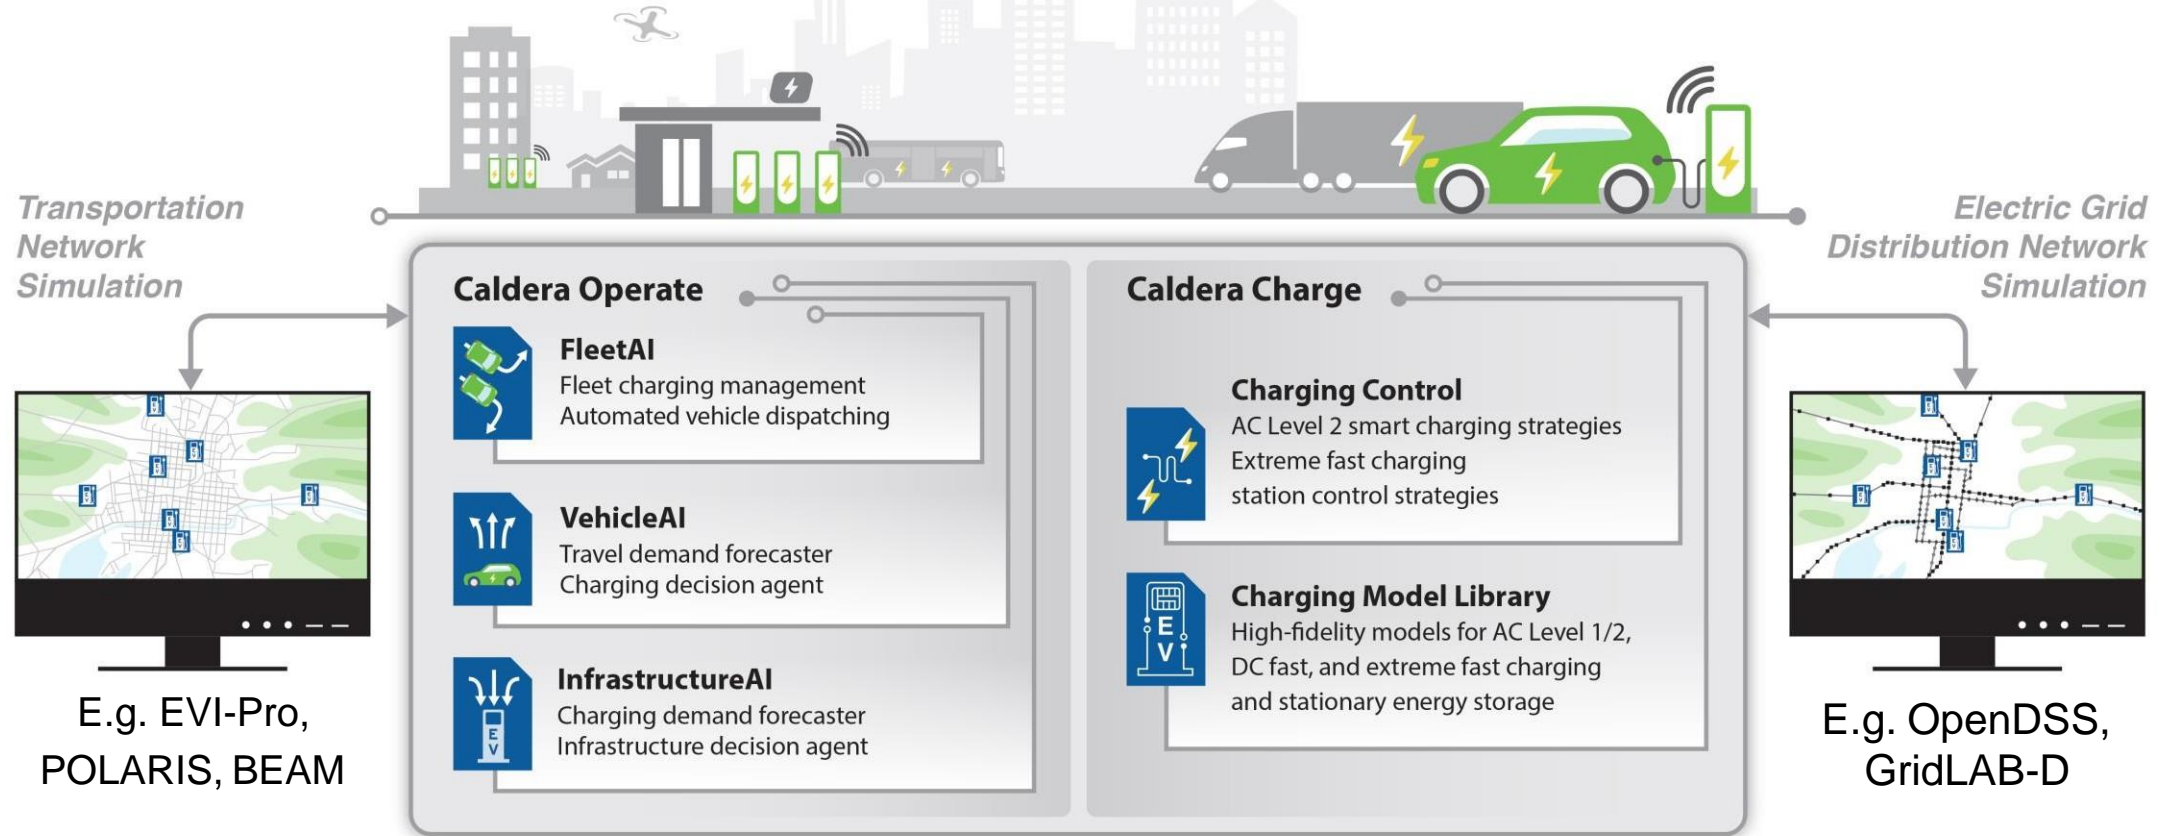 Transportation
Network
Simulation
E.g. EVI-Pro,
POLARIS, BEAM
Caldera Operate
FleetAI
Fleet charging management
Automated vehicle dispatching
VehicleAI
Travel demand forecaster
Charging decision agent
InfrastructureAI
Charging demand forecaster
Infrastructure decision agent
EV
Caldera Charge
Charging Control
AC Level 2 smart charging strategies
Extreme fast charging
station control strategies
Charging Model Library
High-fidelity models for AC Level 1/2,
DC fast, and extreme fast charging
and stationary energy storage
E
V
Electric Grid
Distribution Network
Simulation
E.g. OpenDSS,
GridLAB-D